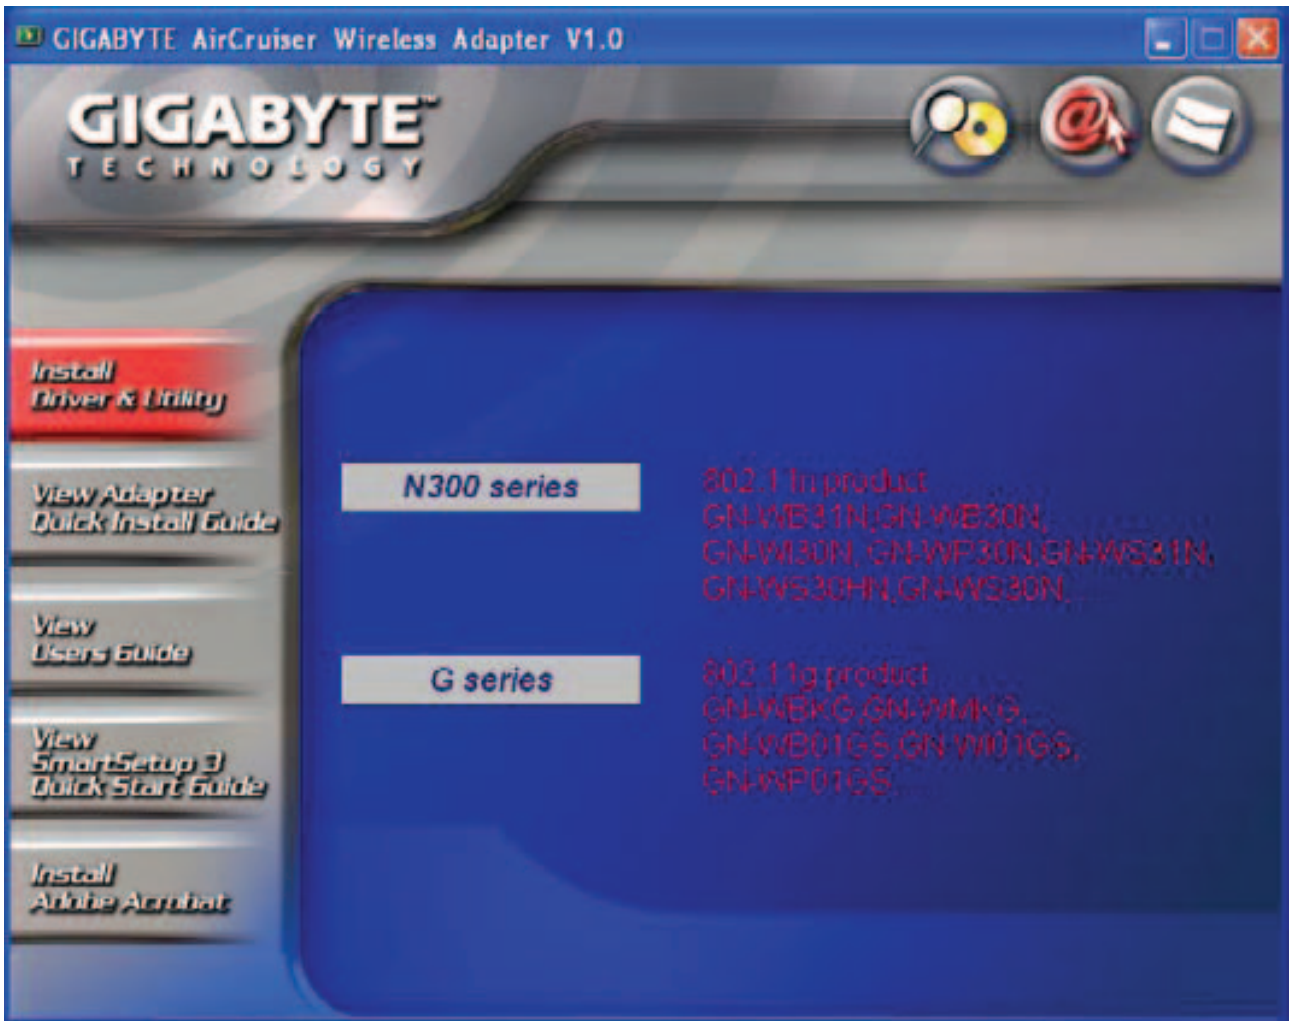 GIGABYTE AirCruiser Wireless Adapter V1.0
GIGABYTE™
TECHNOLOGY
Install
Driver & Utility
View Adapter
Quick Install Guide
View
Users Guide
View
SmartSetup 3
Quick Start Guide
Install
Adobe Acrobat
N300 series
802.11n product
GN-WB31N,GN-WB30N,
GN-WI30N, GN-WP30N,GN-WS31N,
GN-WS30HN,GN-WS30N,
G series
802.11g product
GN-WBKG,GN-WMKG,
GN-WB01GS,GN-WI01GS,
GN-WP01GS,